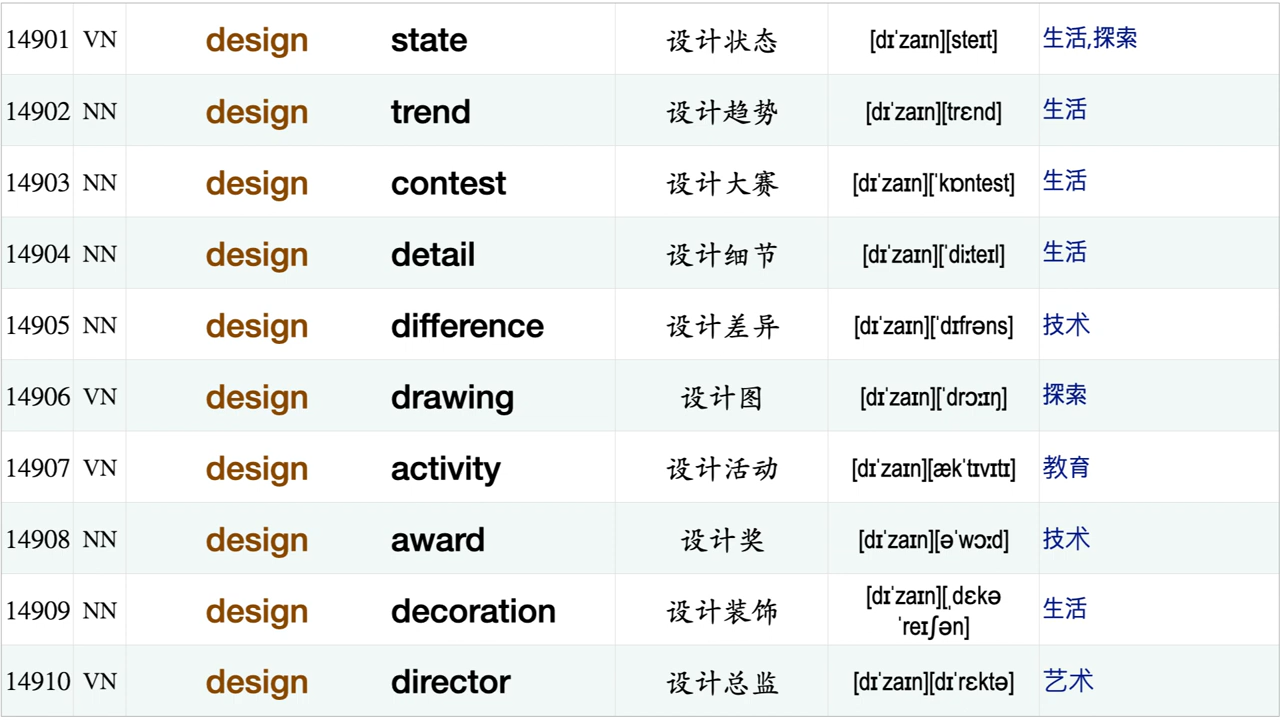 14901 VN design state 设计状态 [dɪˈzaɪn][steɪt] 生活,探索
14902 NN design trend 设计趋势 [dɪˈzaɪn][trɛnd] 生活
14903 NN design contest 设计大赛 [dɪˈzaɪn][ˈkɒntest] 生活
14904 NN design detail 设计细节 [dɪˈzaɪn][ˈdiːteɪl] 生活
14905 NN design difference 设计差异 [dɪˈzaɪn][ˈdɪfrəns] 技术
14906 VN design drawing 设计图 [dɪˈzaɪn][ˈdrɔːɪŋ] 探索
14907 VN design activity 设计活动 [dɪˈzaɪn][ækˈtɪvɪtɪ] 教育
14908 NN design award 设计奖 [dɪˈzaɪn][əˈwɔːd] 技术
14909 NN design decoration 设计装饰 [dɪˈzaɪn][ˌdɛkə
ˈreɪʃən] 生活
14910 VN design director 设计总监 [dɪˈzaɪn][dɪˈrɛktə] 艺术